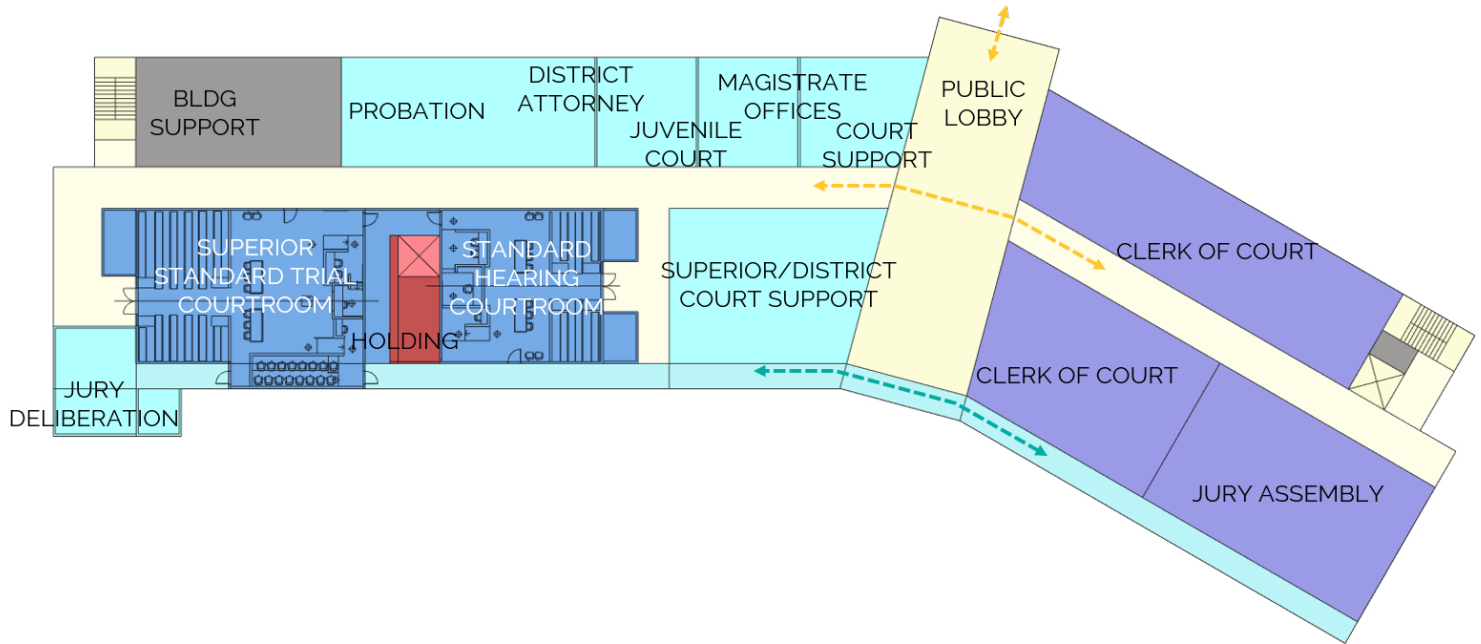 BLDG
SUPPORT
PROBATION
DISTRICT
ATTORNEY
JUVENILE
COURT
MAGISTRATE
OFFICES
COURT
SUPPORT
PUBLIC
LOBBY
CLERK OF COURT
SUPERIOR
STANDARD TRIAL
COURTROOM
HOLDING
STANDARD
HEARING
COURTROOM
SUPERIOR/DISTRICT
COURT SUPPORT
CLERK OF COURT
JURY ASSEMBLY
JURY
DELIBERATION